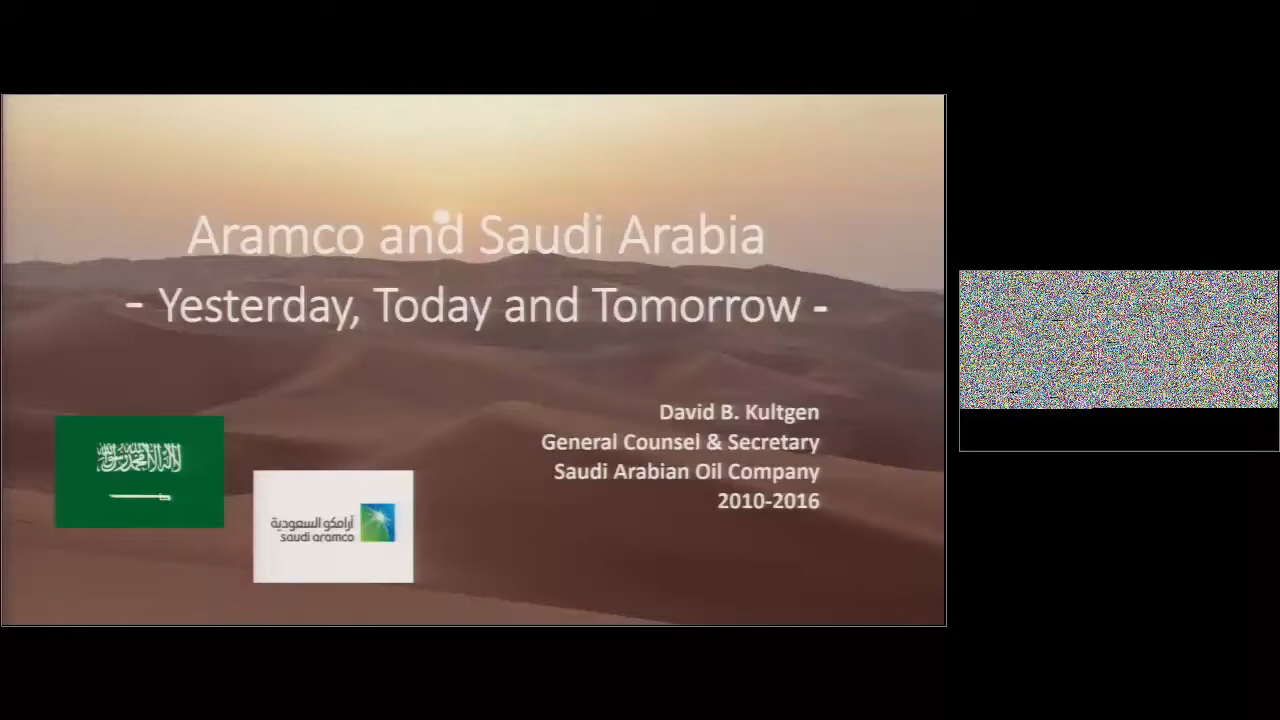 Aramco and Saudi Arabia
- Yesterday, Today and Tomorrow -
David B. Kultgen
General Counsel & Secretary
Saudi Arabian Oil Company
2010-2016
لا إله إلا الله محمد رسول الله
أرامكو السعودية
saudi aramco